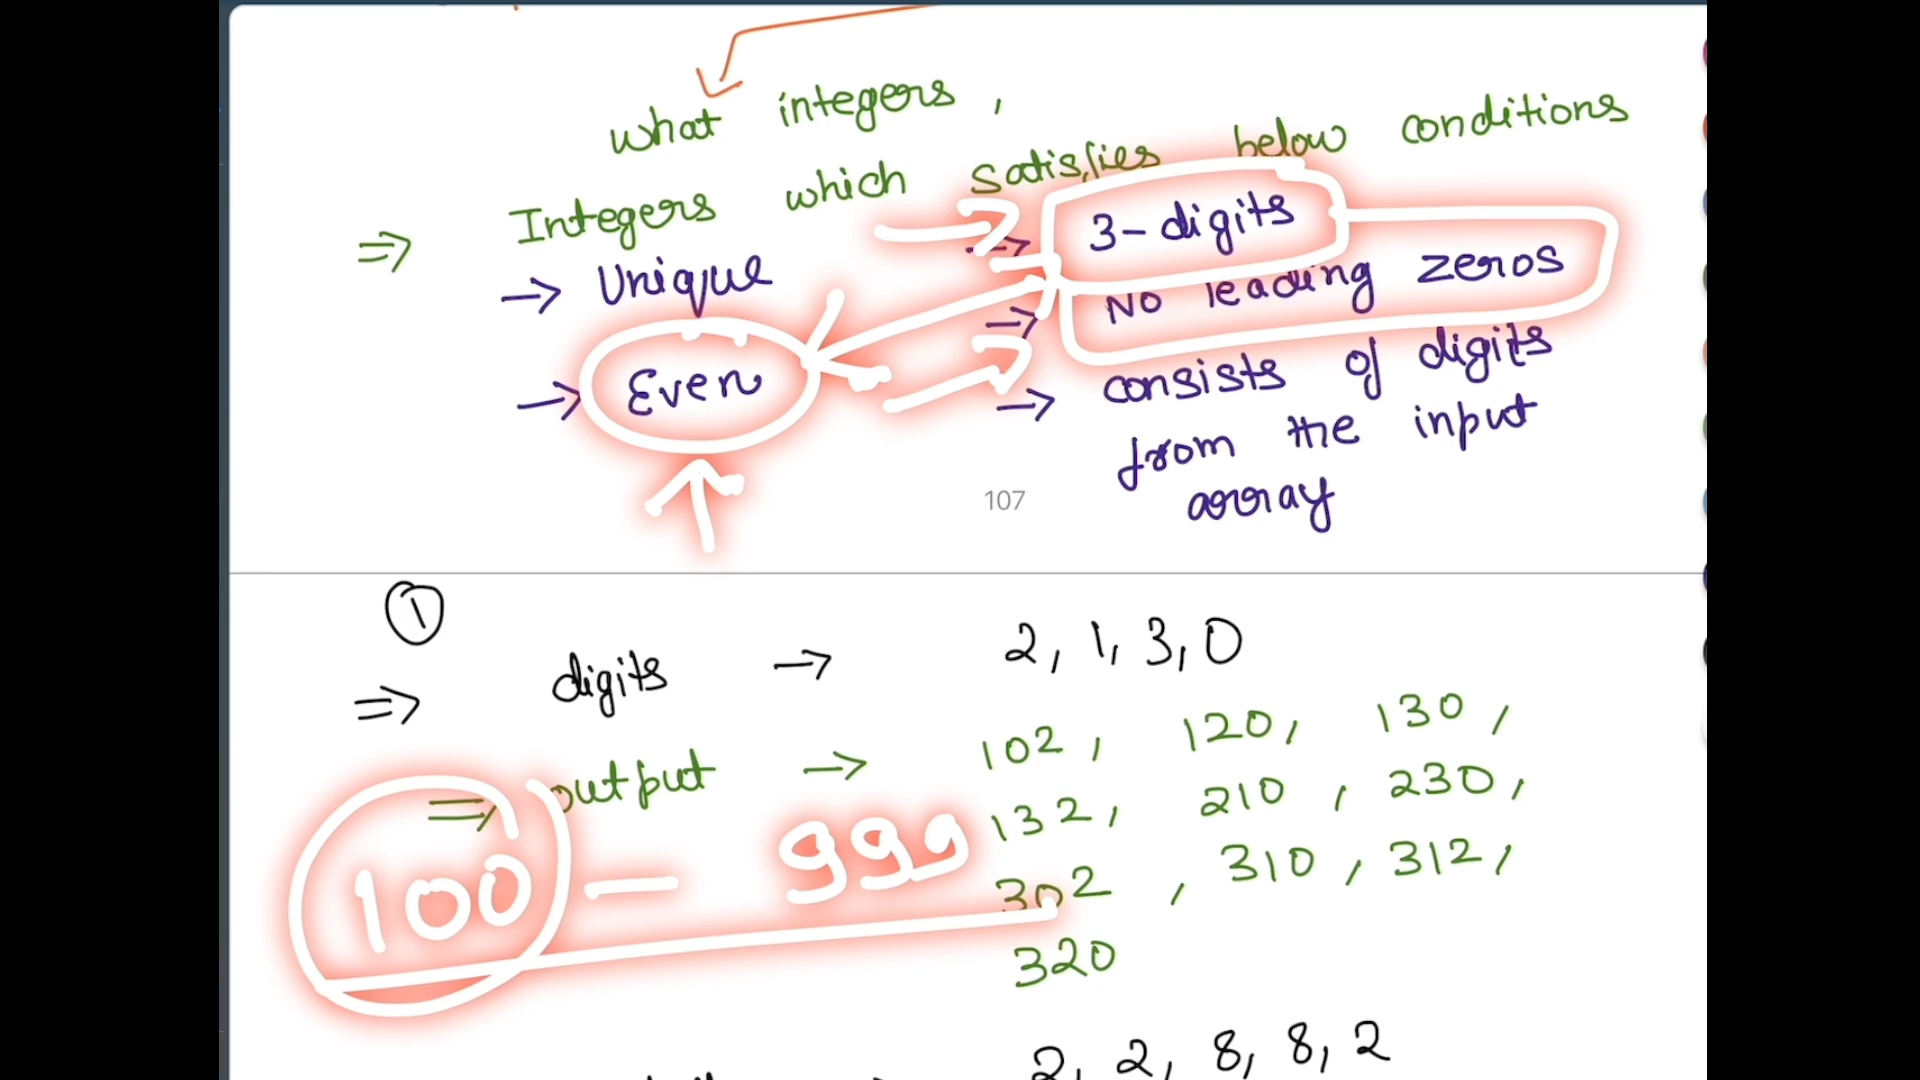 what integers,
⇒ Integers which satisfies below conditions
→ Unique
⇒ 3-digits
→ Even
⇒ No leading zeros
→ consists of digits
from the input
array
107
①
⇒ digits → 2, 1, 3, 0
⇒ output → 102, 120, 130,
132, 210, 230,
302, 310, 312,
320
100 - 999
2, 2, 8, 8, 2